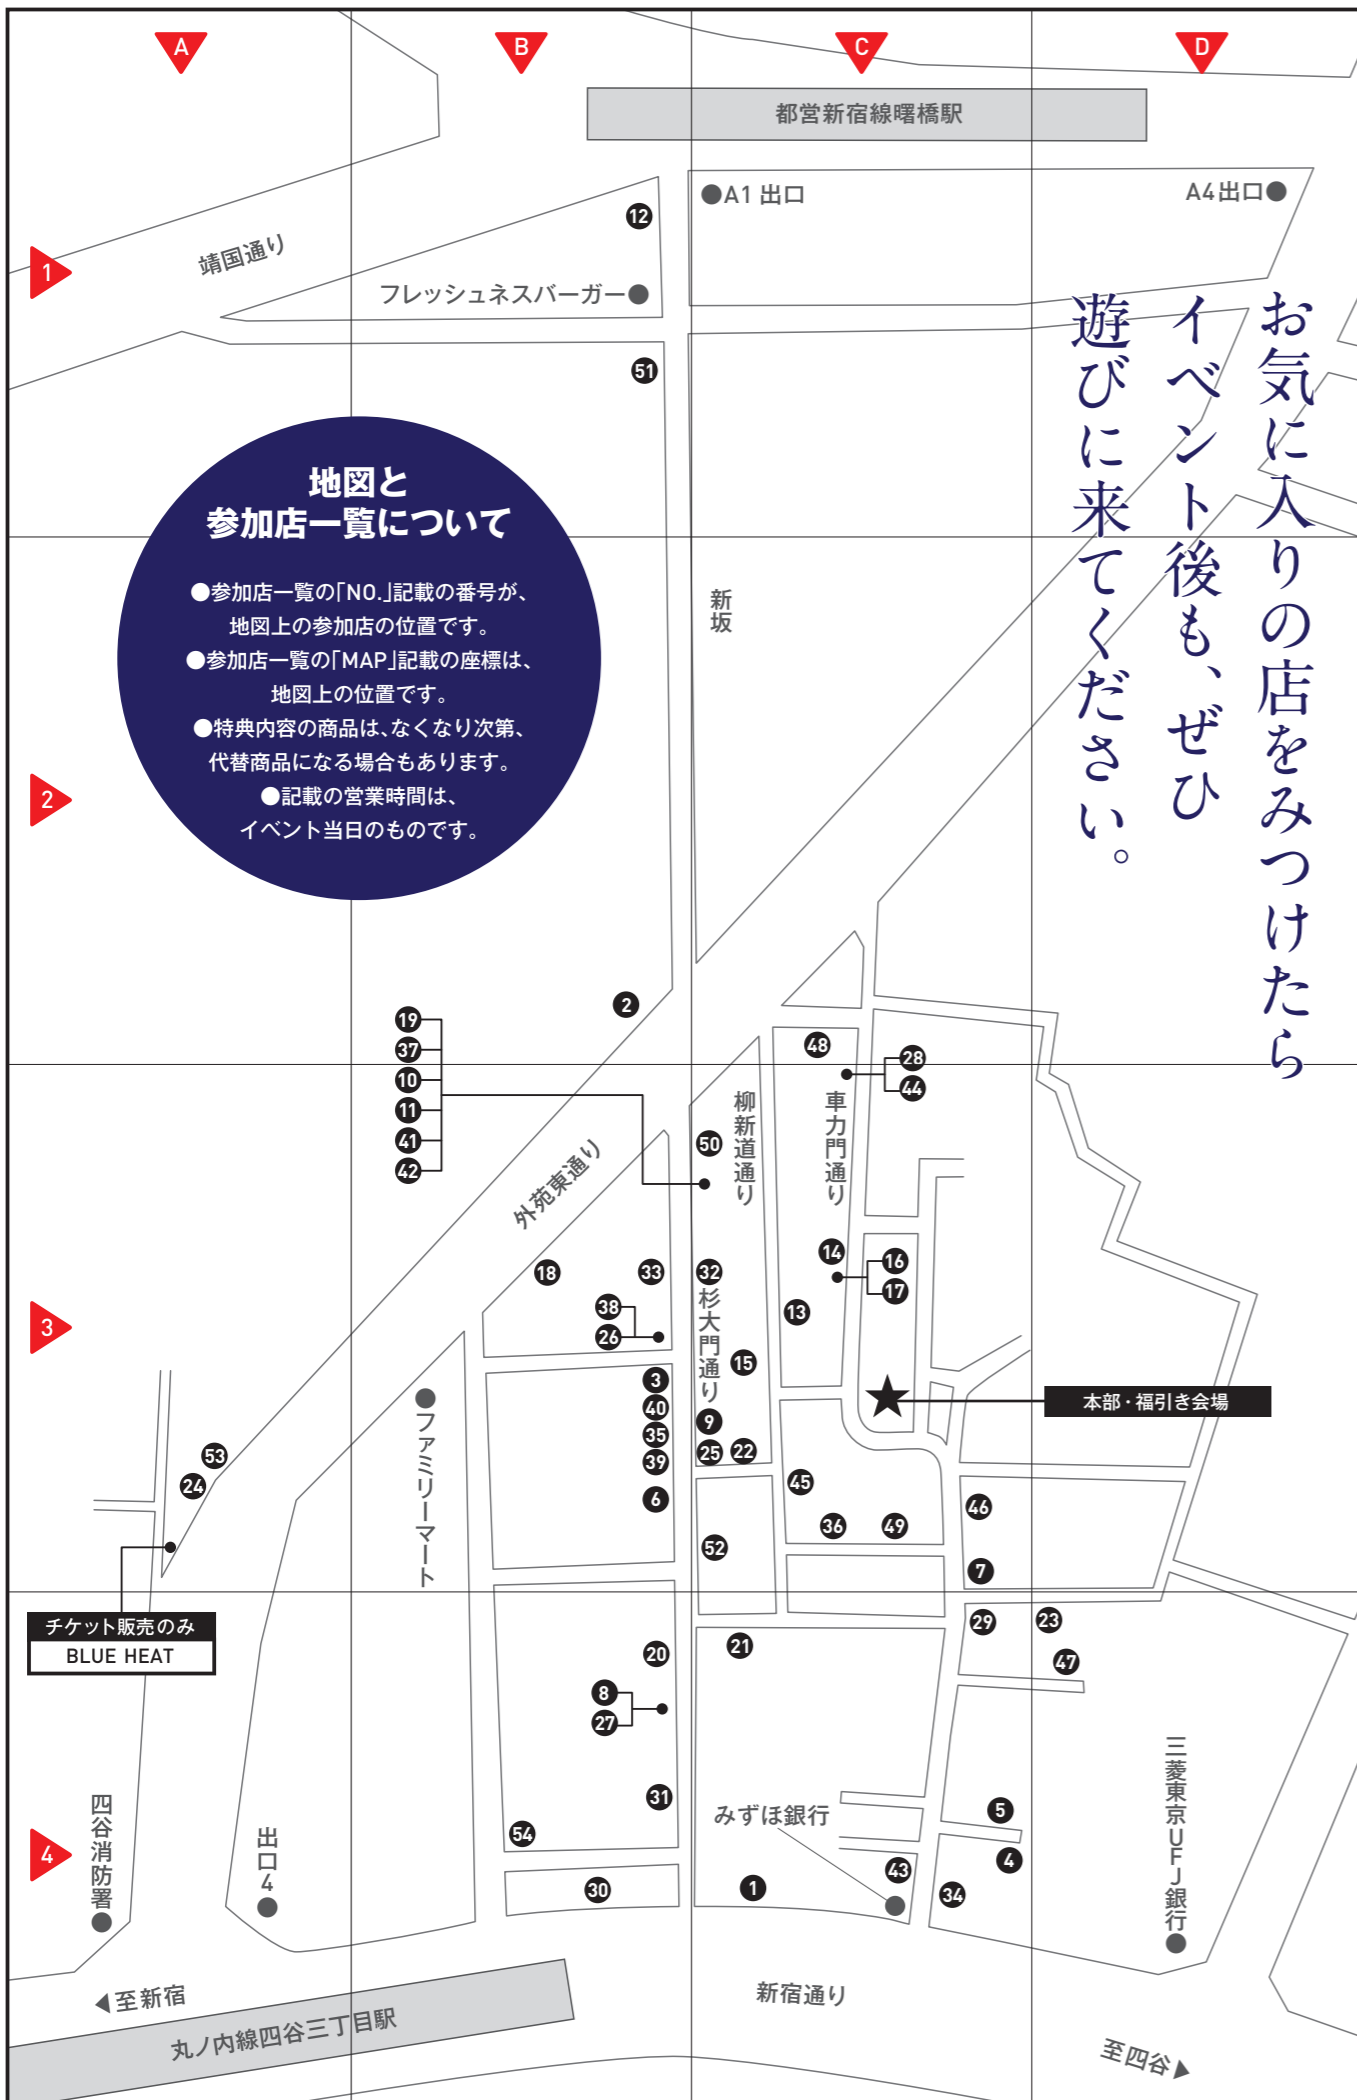 A
B
C
D
都営新宿線曙橋駅
●A1 出口
A4出口●
12
1
靖国通り
フレッシュネスバーガー●
51
お気に入りの店をみつけたら
イベント後も、ぜひ
遊びに来てください。
地図と
参加店一覧について
●参加店一覧の「NO.」記載の番号が、
地図上の参加店の位置です。
●参加店一覧の「MAP」記載の座標は、
地図上の位置です。
●特典内容の商品は、なくなり次第、
代替商品になる場合もあります。
●記載の営業時間は、
イベント当日のものです。
新坂
2
2
19
37
10
11
41
42
48
28
44
50
柳新道通り
車力門通り
外苑東通り
14
16
17
18
33
32
38
26
13
3
杉大門通り
15
3
40
35
39
6
9
25
22
★
本部・福引き会場
●ファミリーマート
53
24
45
36
49
46
7
52
チケット販売のみ
BLUE HEAT
29
23
47
20
21
8
27
31
54
30
みずほ銀行
1
43
5
4
34
三菱東京UFJ銀行●
4
四谷消防署●
出口4●
◀至新宿
丸ノ内線四谷三丁目駅
新宿通り
至四谷▶